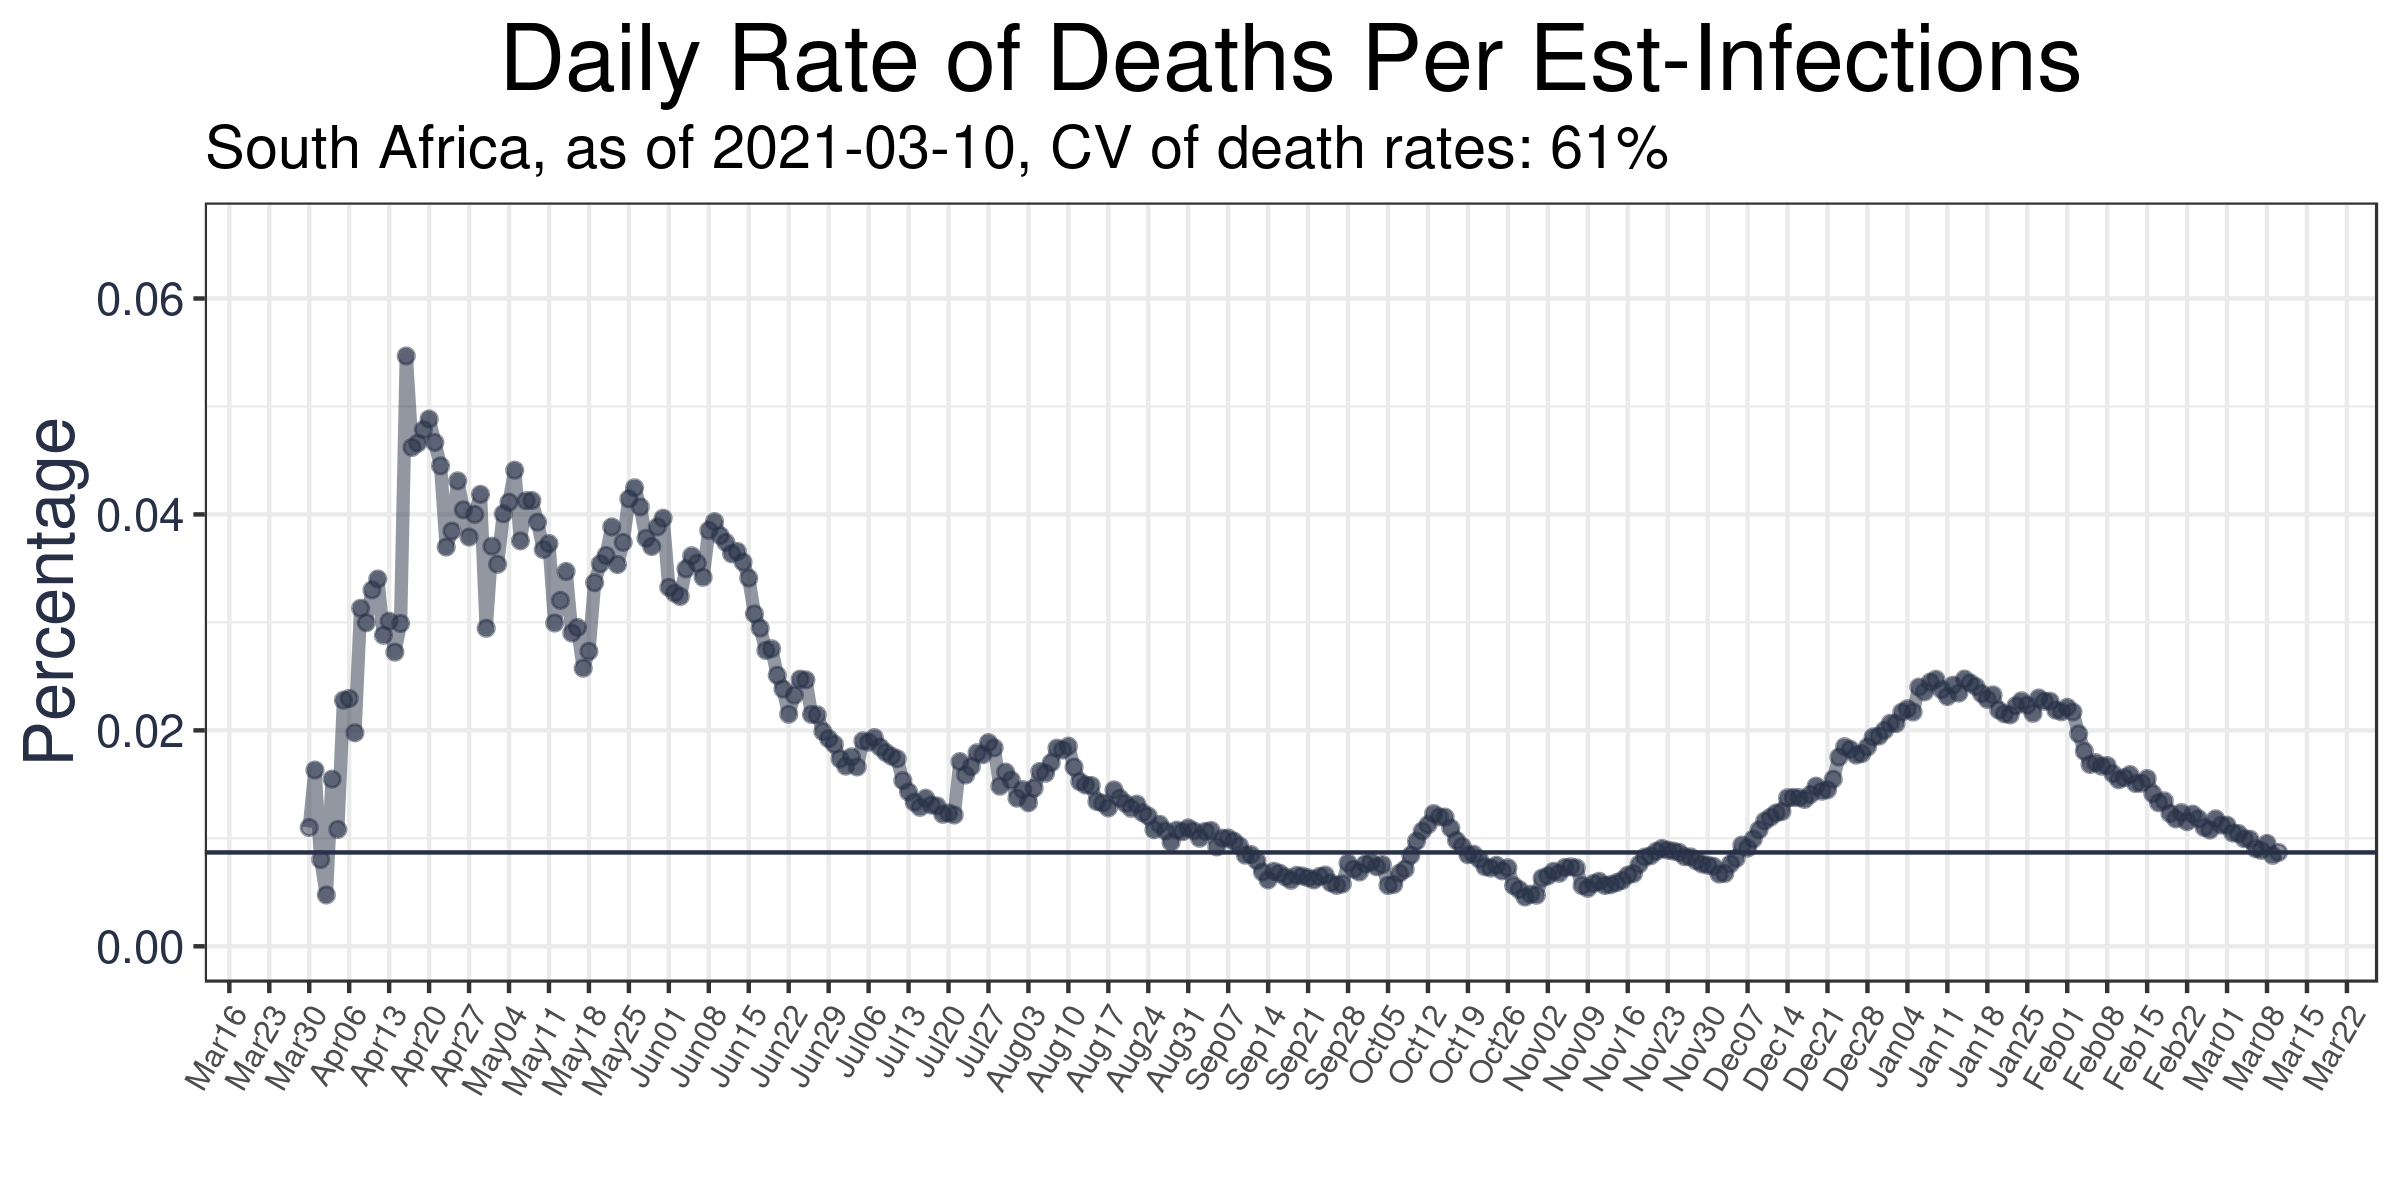 Daily Rate of Deaths Per Est-Infections
South Africa, as of 2021-03-10, CV of death rates: 61%
Percentage
0.06
0.04
0.02
0.00
Mar16 Mar23 Mar30 Apr06 Apr13 Apr20 Apr27 May04 May11 May18 May25 Jun01 Jun08 Jun15 Jun22 Jun29 Jul06 Jul13 Jul20 Jul27 Aug03 Aug10 Aug17 Aug24 Aug31 Sep07 Sep14 Sep21 Sep28 Oct05 Oct12 Oct19 Oct26 Nov02 Nov09 Nov16 Nov23 Nov30 Dec07 Dec14 Dec21 Dec28 Jan04 Jan11 Jan18 Jan25 Feb01 Feb08 Feb15 Feb22 Mar01 Mar08 Mar15 Mar22